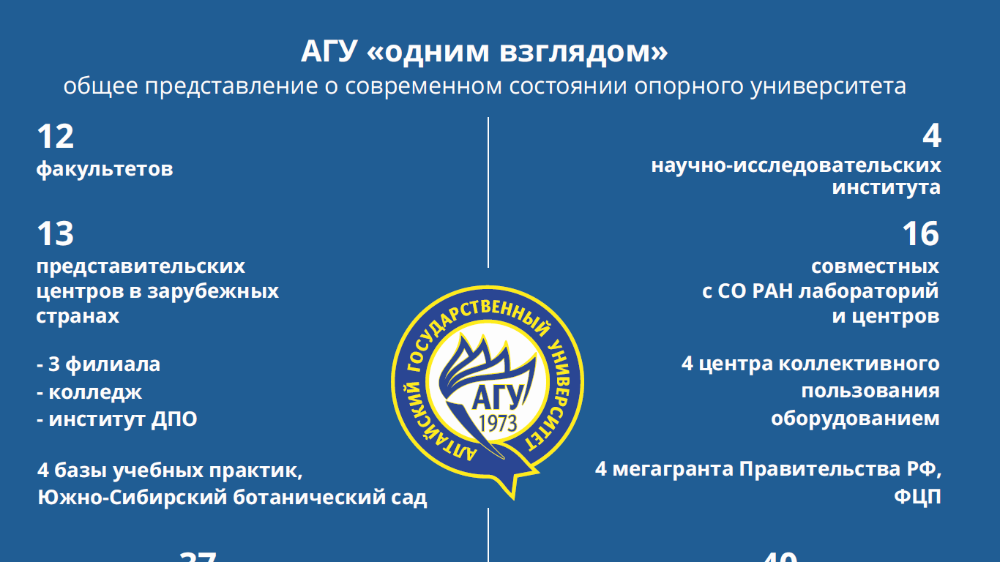 АГУ «одним взглядом»
общее представление о современном состоянии опорного университета
12
факультетов
13
представительских
центров в зарубежных
странах
- 3 филиала
- колледж
- институт ДПО
4 базы учебных практик,
Южно-Сибирский ботанический сад
АЛТАЙСКИЙ ГОСУДАРСТВЕННЫЙ УНИВЕРСИТЕТ
АГУ
1973
4
научно-исследовательских
института
16
совместных
с СО РАН лабораторий
и центров
4 центра коллективного
пользования
оборудованием
4 мегагранта Правительства РФ,
ФЦП